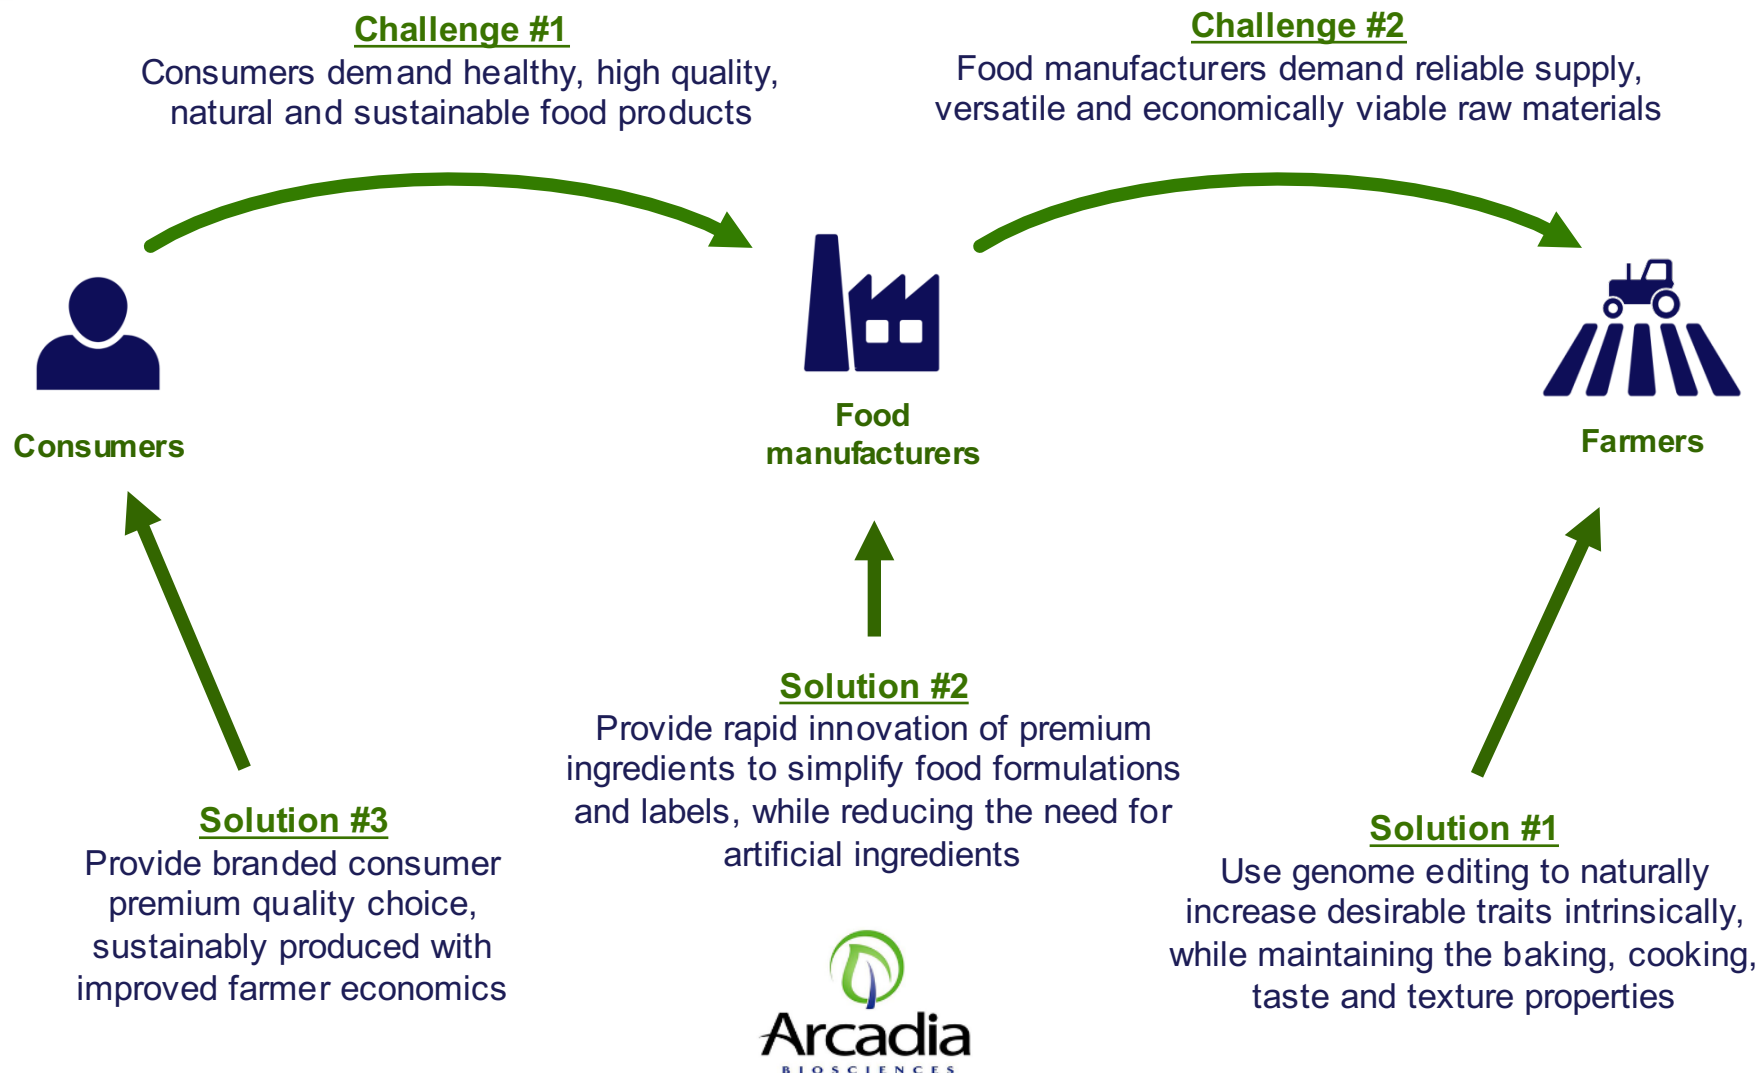 Challenge #1
Consumers demand healthy, high quality,
natural and sustainable food products
Challenge #2
Food manufacturers demand reliable supply,
versatile and economically viable raw materials
Consumers
Food
manufacturers
Farmers
Solution #3
Provide branded consumer
premium quality choice,
sustainably produced with
improved farmer economics
Solution #2
Provide rapid innovation of premium
ingredients to simplify food formulations
and labels, while reducing the need for
artificial ingredients
Solution #1
Use genome editing to naturally
increase desirable traits intrinsically,
while maintaining the baking, cooking,
taste and texture properties
Arcadia
BIOSCIENCES